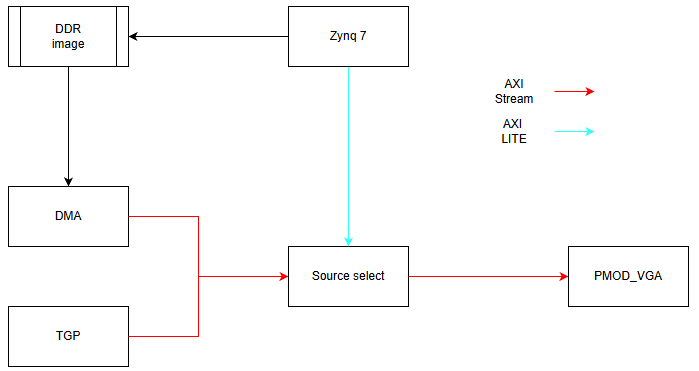 DDR
image
Zynq 7
AXI
Stream
AXI
LITE
DMA
Source select
PMOD_VGA
TGP